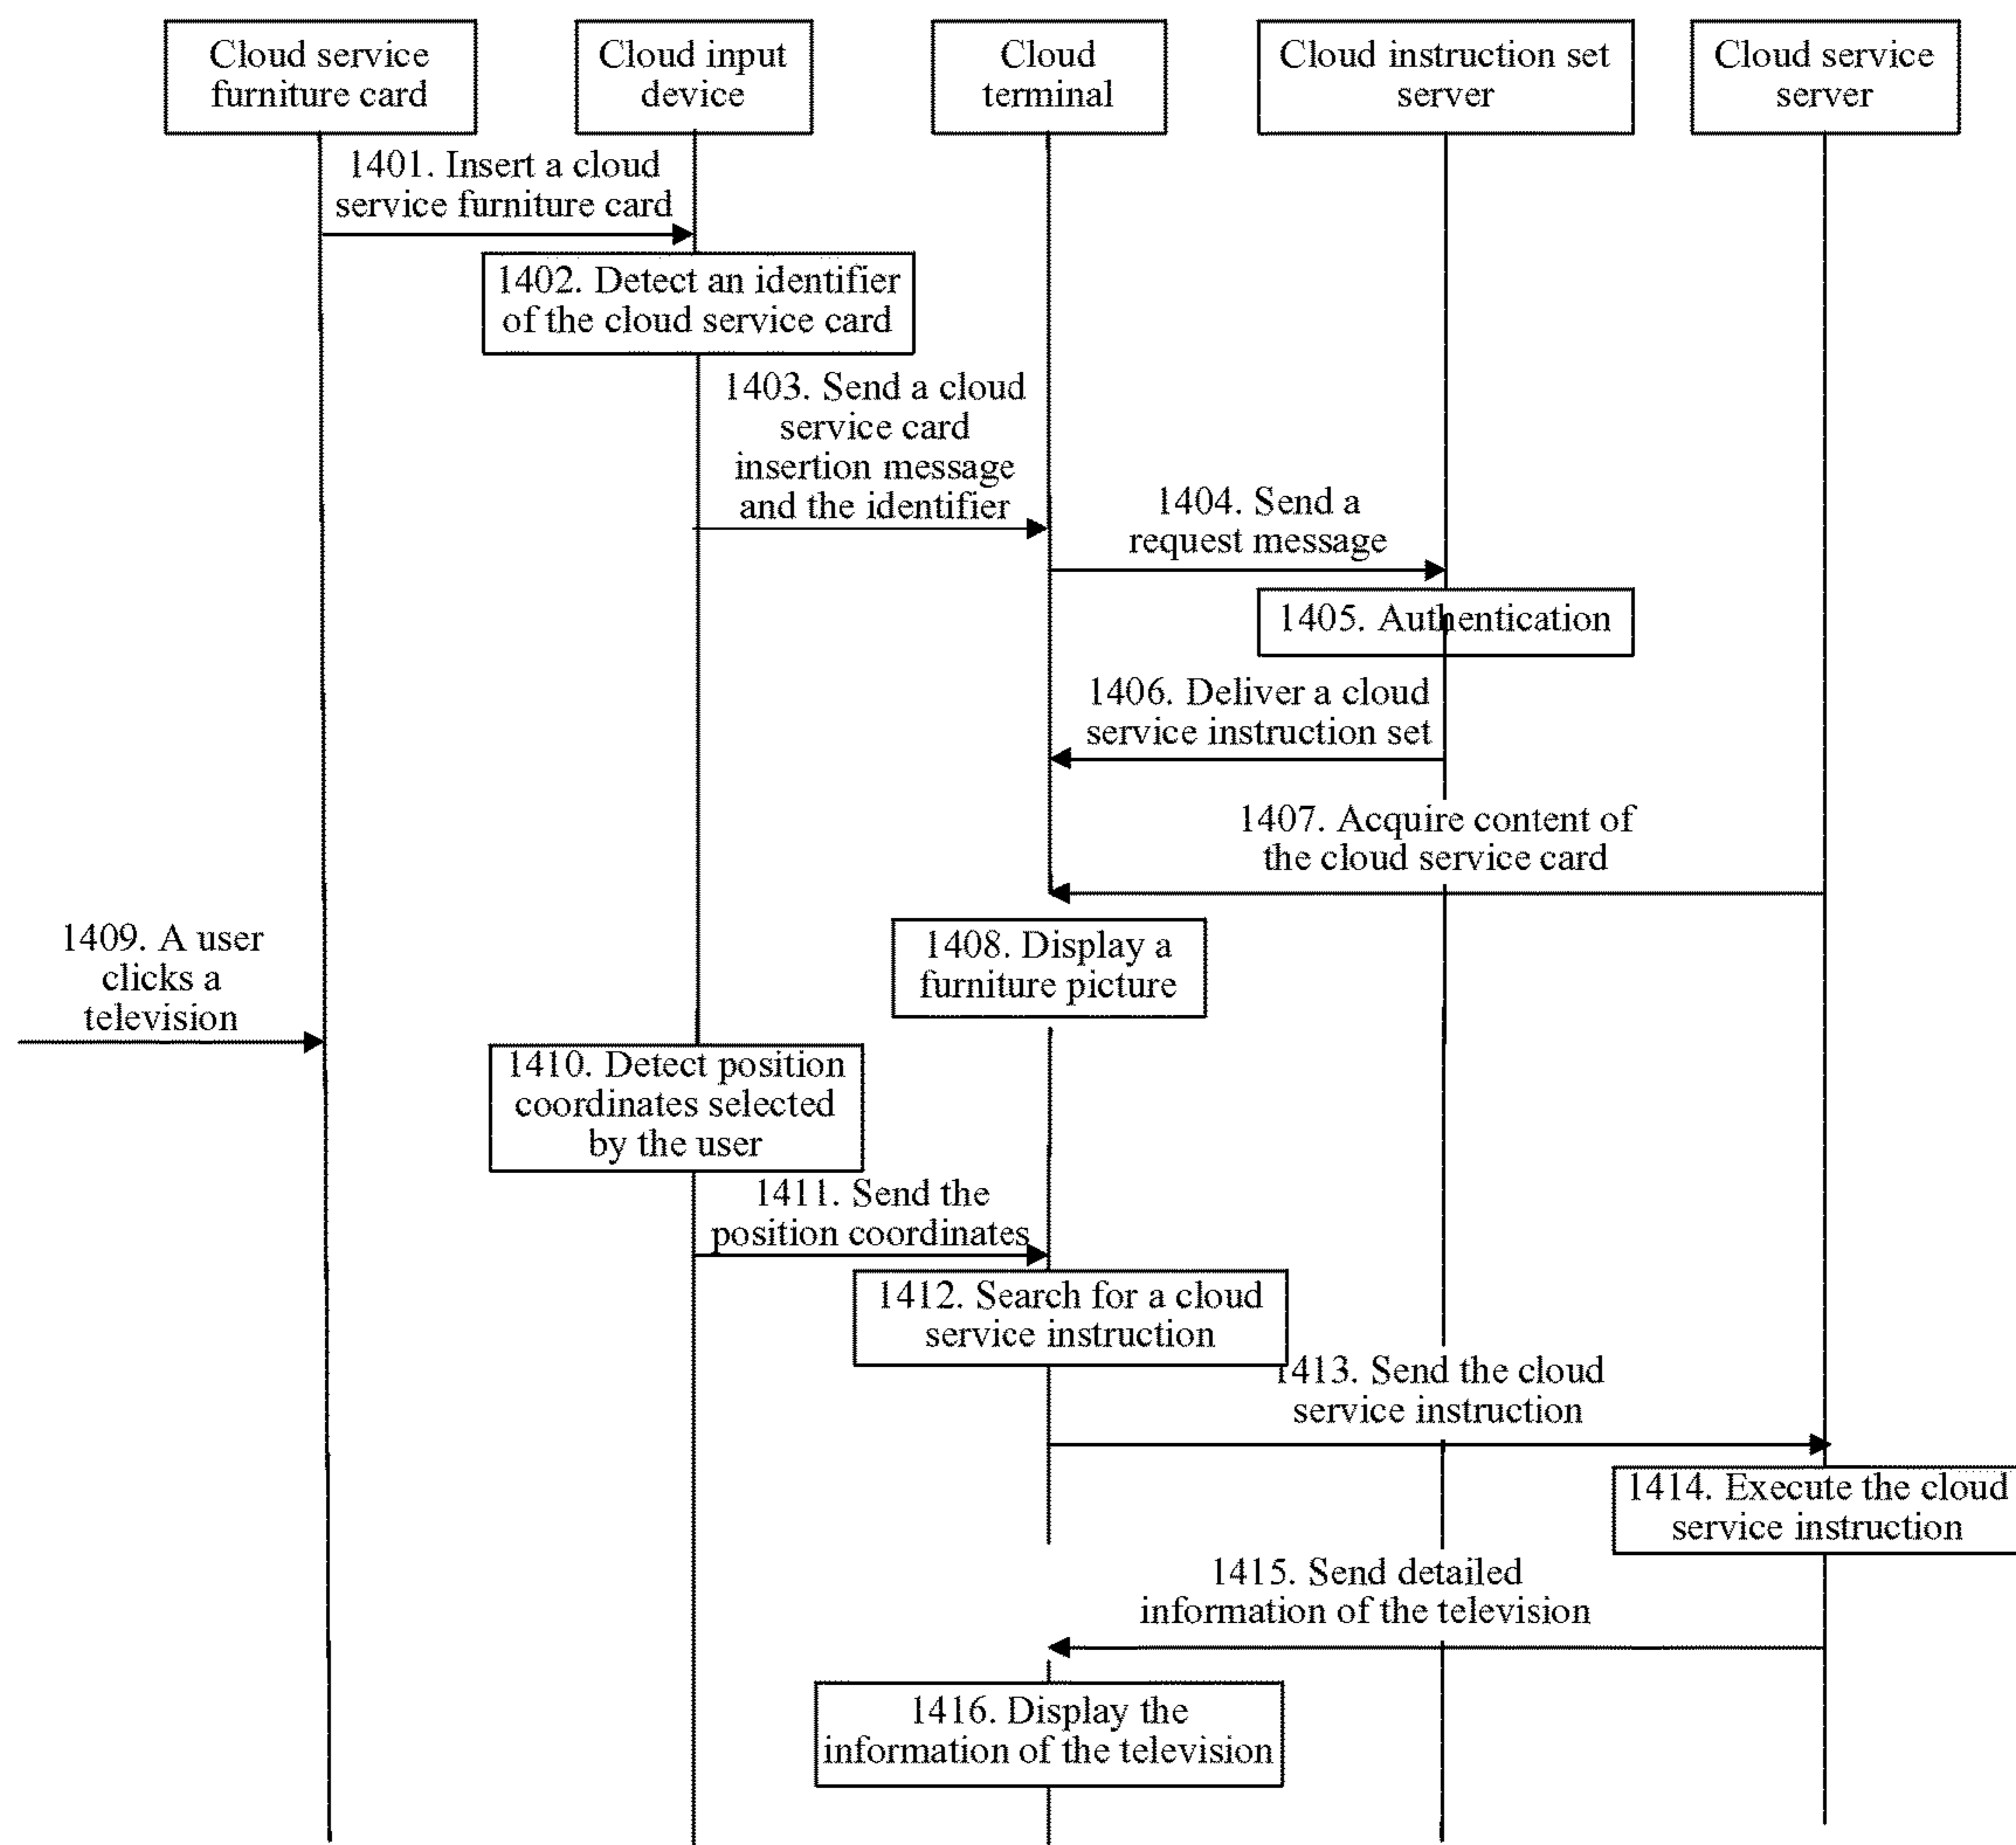 Cloud service
furniture card
Cloud input
device
Cloud
terminal
Cloud instruction set
server
Cloud service
server
1401. Insert a cloud
service furniture card
1402. Detect an identifier
of the cloud service card
1403. Send a cloud
service card
insertion message
and the identifier
1404. Send a
request message
1405. Authentication
1406. Deliver a cloud
service instruction set
1407. Acquire content of
the cloud service card
1408. Display a
furniture picture
1409. A user
clicks a
television
1410. Detect position
coordinates selected
by the user
1411. Send the
position coordinates
1412. Search for a cloud
service instruction
1413. Send the cloud
service instruction
1414. Execute the cloud
service instruction
1415. Send detailed
information of the television
1416. Display the
information of the television